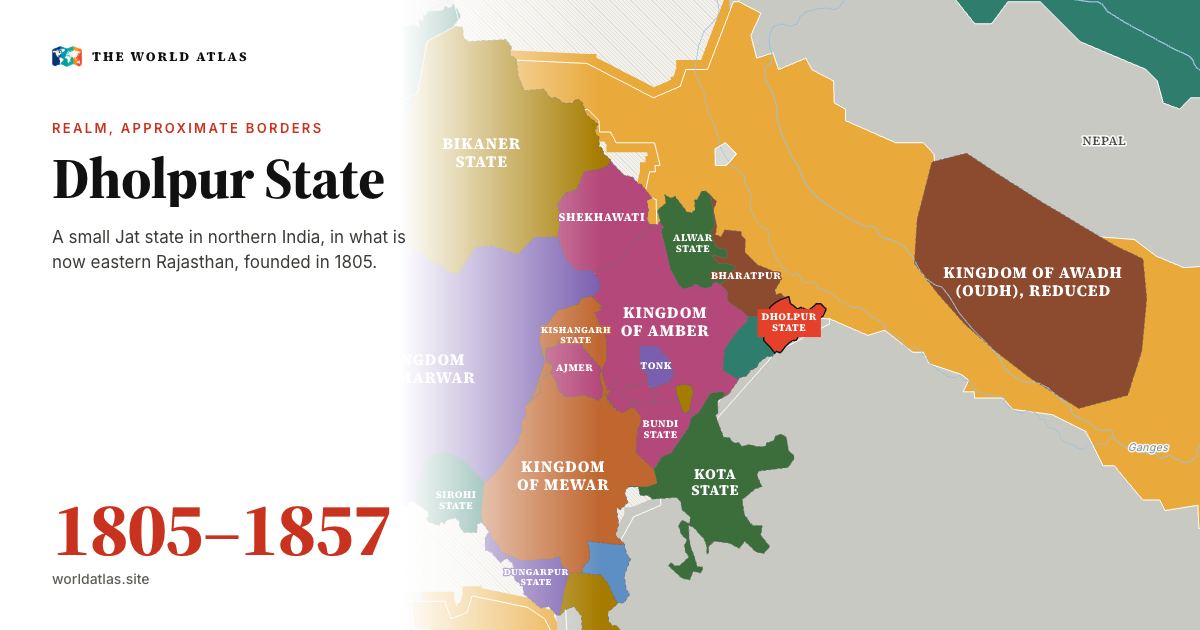 THE WORLD ATLAS
REALM, APPROXIMATE BORDERS
Dholpur State
A small Jat state in northern India, in what is
now eastern Rajasthan, founded in 1805.
1805–1857
worldatlas.site
BIKANER
STATE
SHEKHAWATI
ALWAR
STATE
BHARATPUR
DHOLPUR
STATE
KINGDOM
OF AMBER
KISHANGARH
STATE
AJMER
TONK
NGDOM
MARWAR
BUNDI
STATE
KINGDOM
OF MEWAR
KOTA
STATE
SIROHI
STATE
DUNGARPUR
STATE
NEPAL
KINGDOM OF AWADH
(OUDH), REDUCED
Ganges